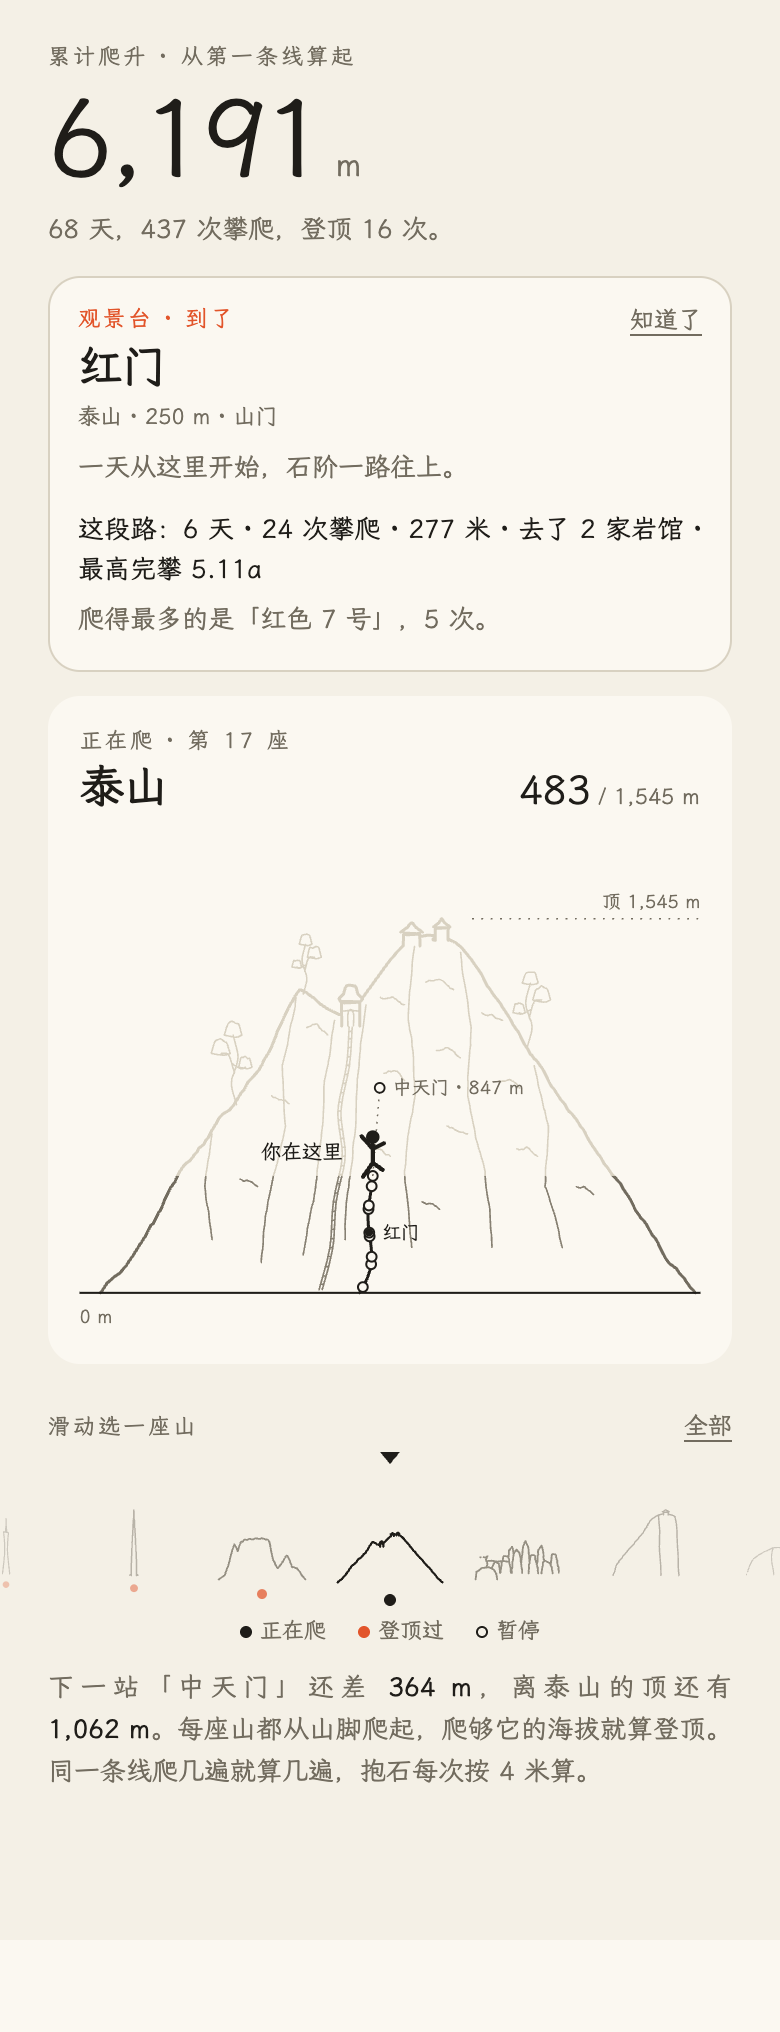 累计爬升 · 从第一条线算起
6,191 m
68 天，437 次攀爬，登顶 16 次。
观景台 · 到了
知道了
红门
泰山 · 250 m · 山门
一天从这里开始，石阶一路往上。
这段路：6 天 · 24 次攀爬 · 277 米 · 去了 2 家岩馆 ·
最高完攀 5.11a
爬得最多的是「红色 7 号」，5 次。
正在爬 · 第 17 座
泰山
483 / 1,545 m
顶 1,545 m
中天门 · 847 m
你在这里
红门
0 m
滑动选一座山
全部
正在爬
登顶过
暂停
下一站「中天门」还差 364 m，离泰山的顶还有
1,062 m。每座山都从山脚爬起，爬够它的海拔就算登顶。
同一条线爬几遍就算几遍，抱石每次按 4 米算。